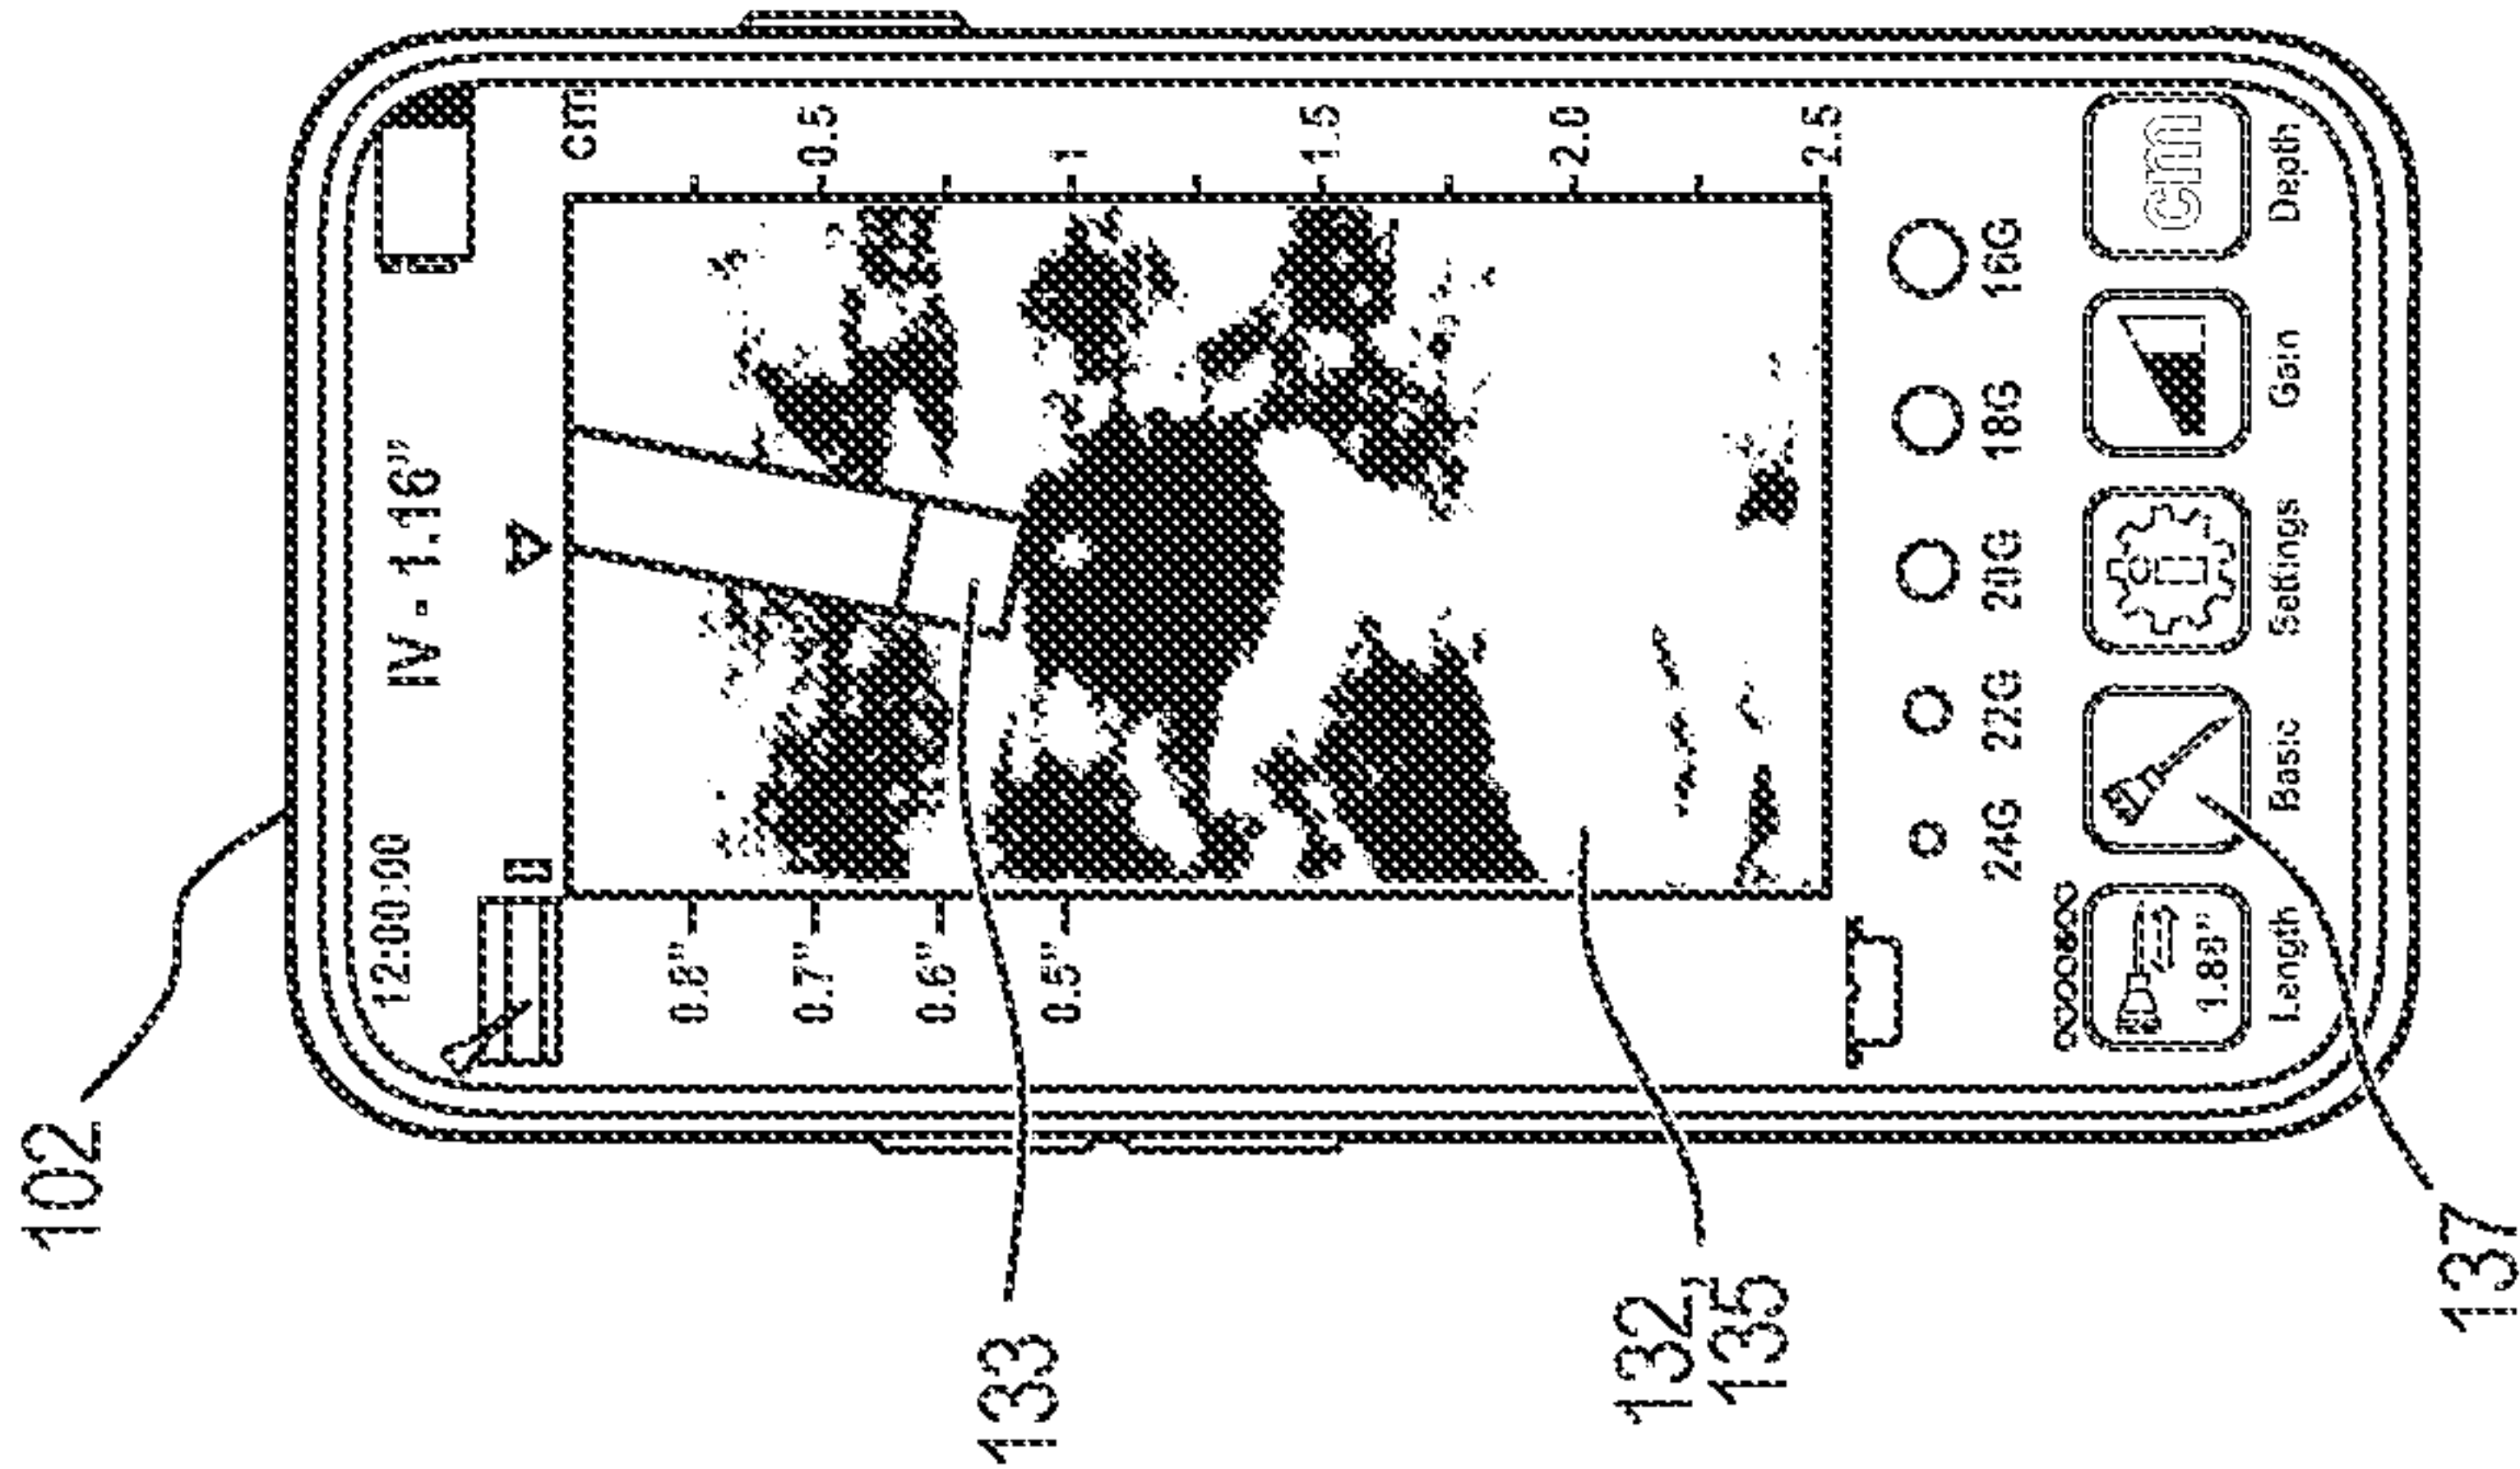 102
12:00:00
IV - 1.16"
cm
0.8"
0.7" 0.5
0.6"
133
0.5" 1
1.5
132,
135
2.0
2.5
24G 22G 20G 18G 16G
1.88" cm
Length Basic Settings Gain Depth
137